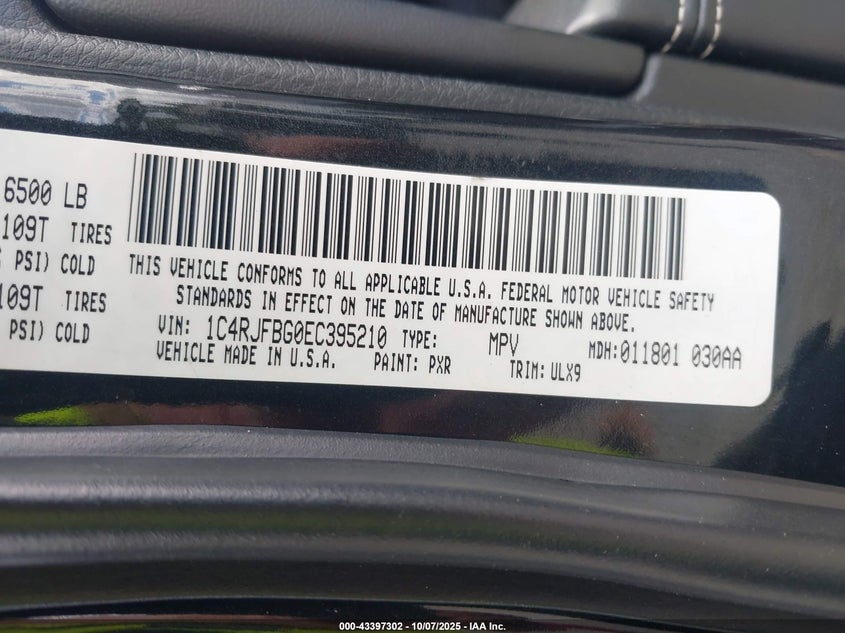 6500 LB
109T TIRES
PSI) COLD
109T TIRES
PSI) COLD
THIS VEHICLE CONFORMS TO ALL APPLICABLE U.S.A. FEDERAL MOTOR VEHICLE SAFETY
STANDARDS IN EFFECT ON THE DATE OF MANUFACTURE SHOWN ABOVE.
VIN: 1C4RJFBG0EC395210 TYPE: MPV MDH:011801 030AA
VEHICLE MADE IN U.S.A. PAINT: PXR TRIM: ULX9
000-43397302 - 10/07/2025 - IAA Inc.